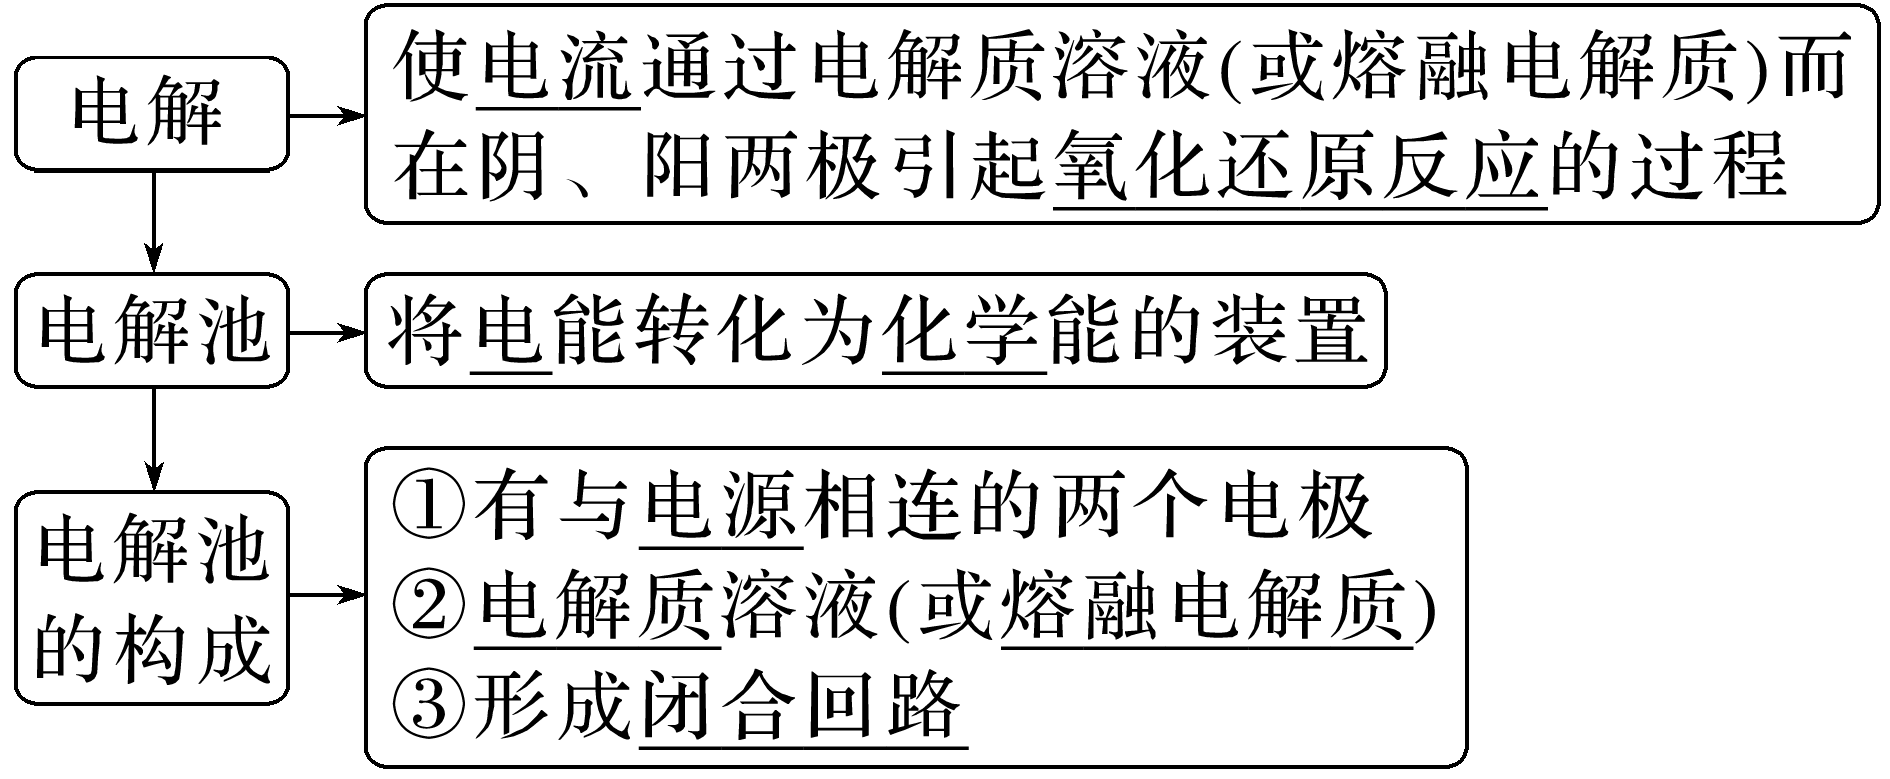 电解
使电流通过电解质溶液(或熔融电解质)而
在阴、阳两极引起氧化还原反应的过程
电解池
将电能转化为化学能的装置
电解池
的构成
①有与电源相连的两个电极
②电解质溶液(或熔融电解质)
③形成闭合回路